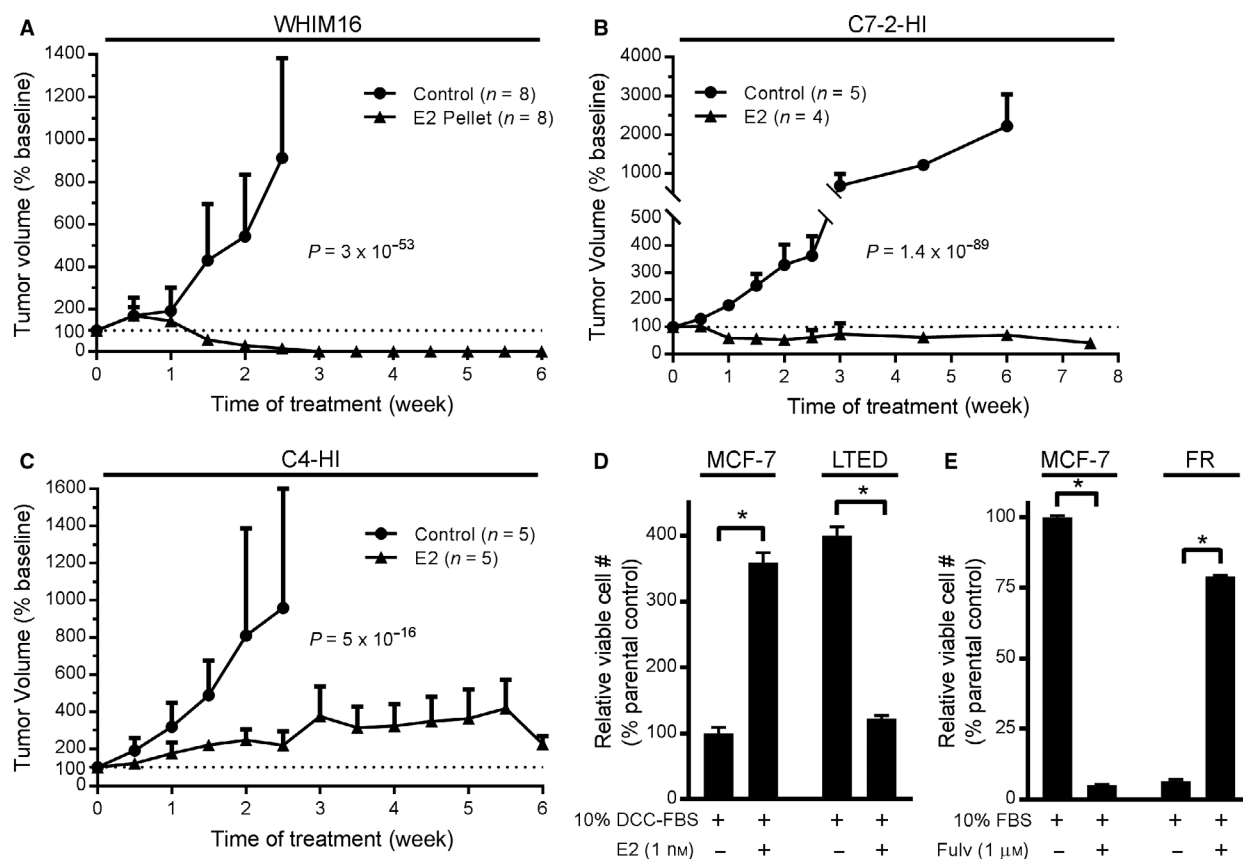 A
WHIM16
Tumor volume (% baseline)
1400
1200
1000
800
600
400
200
100
0
Control (n = 8)
E2 Pellet (n = 8)
P = 3 x 10⁻⁵³
0 1 2 3 4 5 6
Time of treatment (week)
B
C7-2-HI
Tumor Volume (% baseline)
4000
3000
2000
1000
500
400
300
200
100
0
Control (n = 5)
E2 (n = 4)
P = 1.4 x 10⁻⁸⁹
0 1 2 3 4 5 6 7 8
Time of treatment (week)
C
C4-HI
Tumor Volume (% baseline)
1600
1400
1200
1000
800
600
400
200
100
0
Control (n = 5)
E2 (n = 5)
P = 5 x 10⁻¹⁶
0 1 2 3 4 5 6
Time of treatment (week)
D
MCF-7 LTED
* *
Relative viable cell #
(% parental control)
400
300
200
100
0
10% DCC-FBS + + + +
E2 (1 nM) – + – +
E
MCF-7 FR
* *
Relative viable cell #
(% parental control)
100
75
50
25
0
10% FBS + + + +
Fulv (1 μM) – + – +